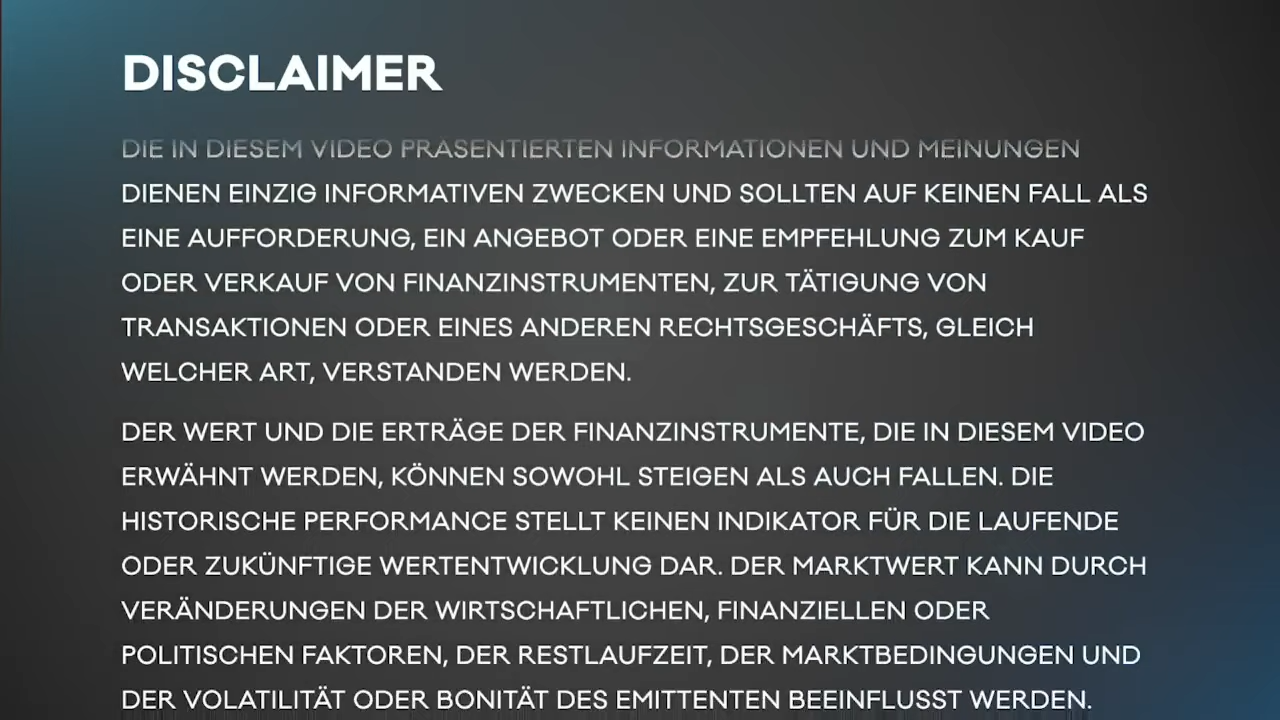 DISCLAIMER
DIE IN DIESEM VIDEO PRÄSENTIERTEN INFORMATIONEN UND MEINUNGEN
DIENEN EINZIG INFORMATIVEN ZWECKEN UND SOLLTEN AUF KEINEN FALL ALS
EINE AUFFORDERUNG, EIN ANGEBOT ODER EINE EMPFEHLUNG ZUM KAUF
ODER VERKAUF VON FINANZINSTRUMENTEN, ZUR TÄTIGUNG VON
TRANSAKTIONEN ODER EINES ANDEREN RECHTSGESCHÄFTS, GLEICH
WELCHER ART, VERSTANDEN WERDEN.
DER WERT UND DIE ERTRÄGE DER FINANZINSTRUMENTE, DIE IN DIESEM VIDEO
ERWÄHNT WERDEN, KÖNNEN SOWOHL STEIGEN ALS AUCH FALLEN. DIE
HISTORISCHE PERFORMANCE STELLT KEINEN INDIKATOR FÜR DIE LAUFENDE
ODER ZUKÜNFTIGE WERTENTWICKLUNG DAR. DER MARKTWERT KANN DURCH
VERÄNDERUNGEN DER WIRTSCHAFTLICHEN, FINANZIELLEN ODER
POLITISCHEN FAKTOREN, DER RESTLAUFZEIT, DER MARKTBEDINGUNGEN UND
DER VOLATILITÄT ODER BONITÄT DES EMITTENTEN BEEINFLUSST WERDEN.